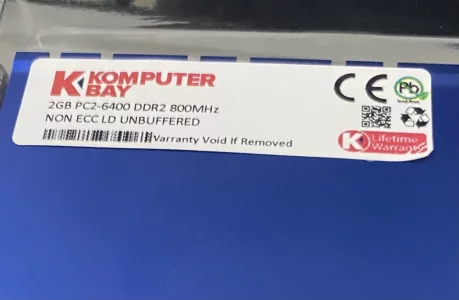 K KOMPUTER
BAY
2GB PC2-6400 DDR2 800MHz
NON ECC LD UNBUFFERED
Warranty Void If Removed
CE
Pb
K Lifetime
Warranty